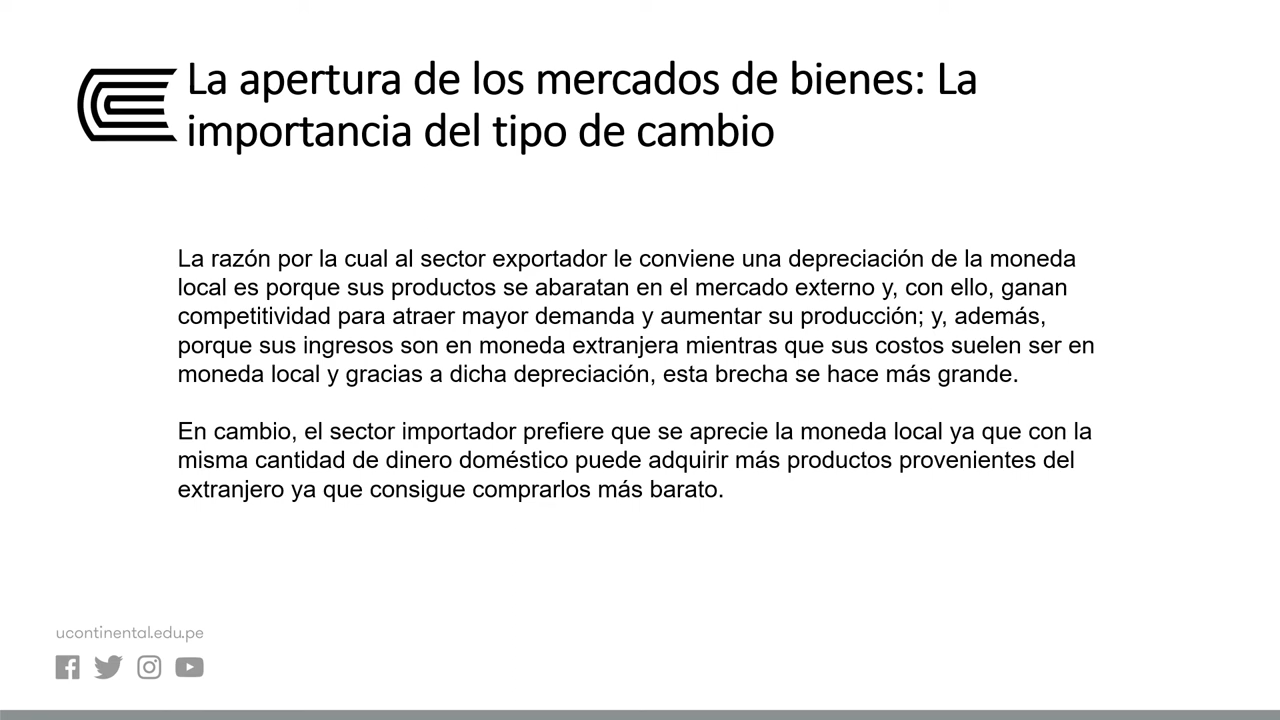 La apertura de los mercados de bienes: La
importancia del tipo de cambio
La razón por la cual al sector exportador le conviene una depreciación de la moneda
local es porque sus productos se abaratan en el mercado externo y, con ello, ganan
competitividad para atraer mayor demanda y aumentar su producción; y, además,
porque sus ingresos son en moneda extranjera mientras que sus costos suelen ser en
moneda local y gracias a dicha depreciación, esta brecha se hace más grande.
En cambio, el sector importador prefiere que se aprecie la moneda local ya que con la
misma cantidad de dinero doméstico puede adquirir más productos provenientes del
extranjero ya que consigue comprarlos más barato.
ucontinental.edu.pe